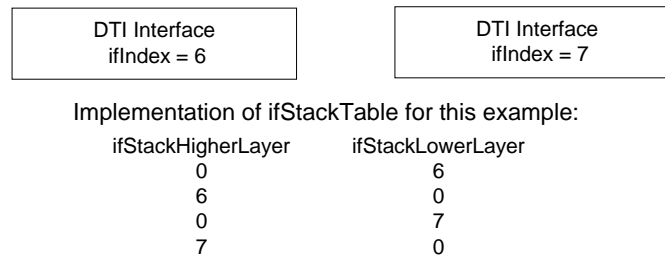 DTI Interface
ifIndex = 6
DTI Interface
ifIndex = 7
Implementation of ifStackTable for this example:
ifStackHigherLayer ifStackLowerLayer
0 6
6 0
0 7
7 0